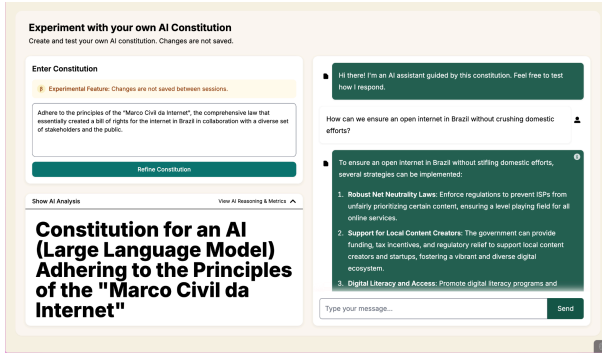 Experiment with your own AI Constitution
Create and test your own AI constitution. Changes are not saved.
Enter Constitution
Experimental Feature: Changes are not saved between sessions.
Adhere to the principles of the "Marco Civil da Internet", the comprehensive law that
essentially created a bill of rights for the internet in Brazil in collaboration with a diverse set
of stakeholders and the public.
Refine Constitution
Show AI Analysis
View AI Reasoning & Metrics
Constitution for an AI
(Large Language Model)
Adhering to the Principles
of the "Marco Civil da
Internet"
Hi there! I'm an AI assistant guided by this constitution. Feel free to test
how I respond.
How can we ensure an open internet in Brazil without crushing domestic
efforts?
To ensure an open internet in Brazil without stifling domestic efforts,
several strategies can be implemented:
1. Robust Net Neutrality Laws: Enforce regulations to prevent ISPs from
unfairly prioritizing certain content, ensuring a level playing field for all
online services.
2. Support for Local Content Creators: The government can provide
funding, tax incentives, and regulatory relief to support local content
creators and startups, fostering a vibrant and diverse digital
ecosystem.
3. Digital Literacy and Access: Promote digital literacy programs and
Type your message...
Send